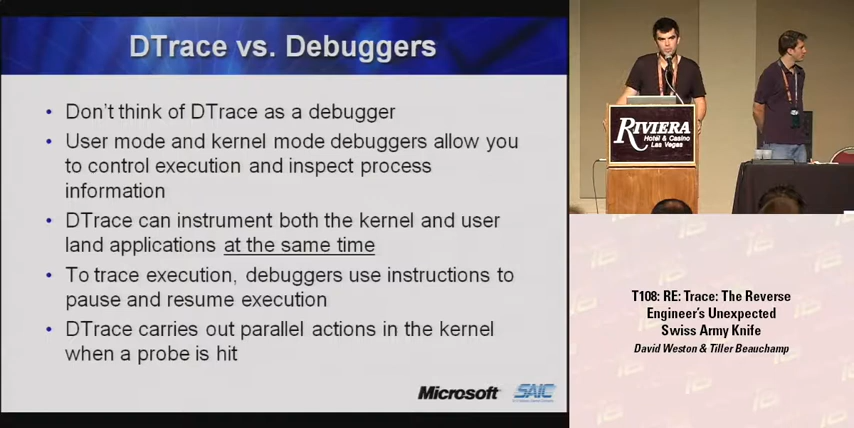 DTrace vs. Debuggers
• Don't think of DTrace as a debugger
• User mode and kernel mode debuggers allow you
to control execution and inspect process
information
• DTrace can instrument both the kernel and user
land applications at the same time
• To trace execution, debuggers use instructions to
pause and resume execution
• DTrace carries out parallel actions in the kernel
when a probe is hit
Microsoft
SAIC
RIVIERA
Hotel & Casino
Las Vegas
T108: RE: Trace: The Reverse
Engineer's Unexpected
Swiss Army Knife
David Weston & Tiller Beauchamp